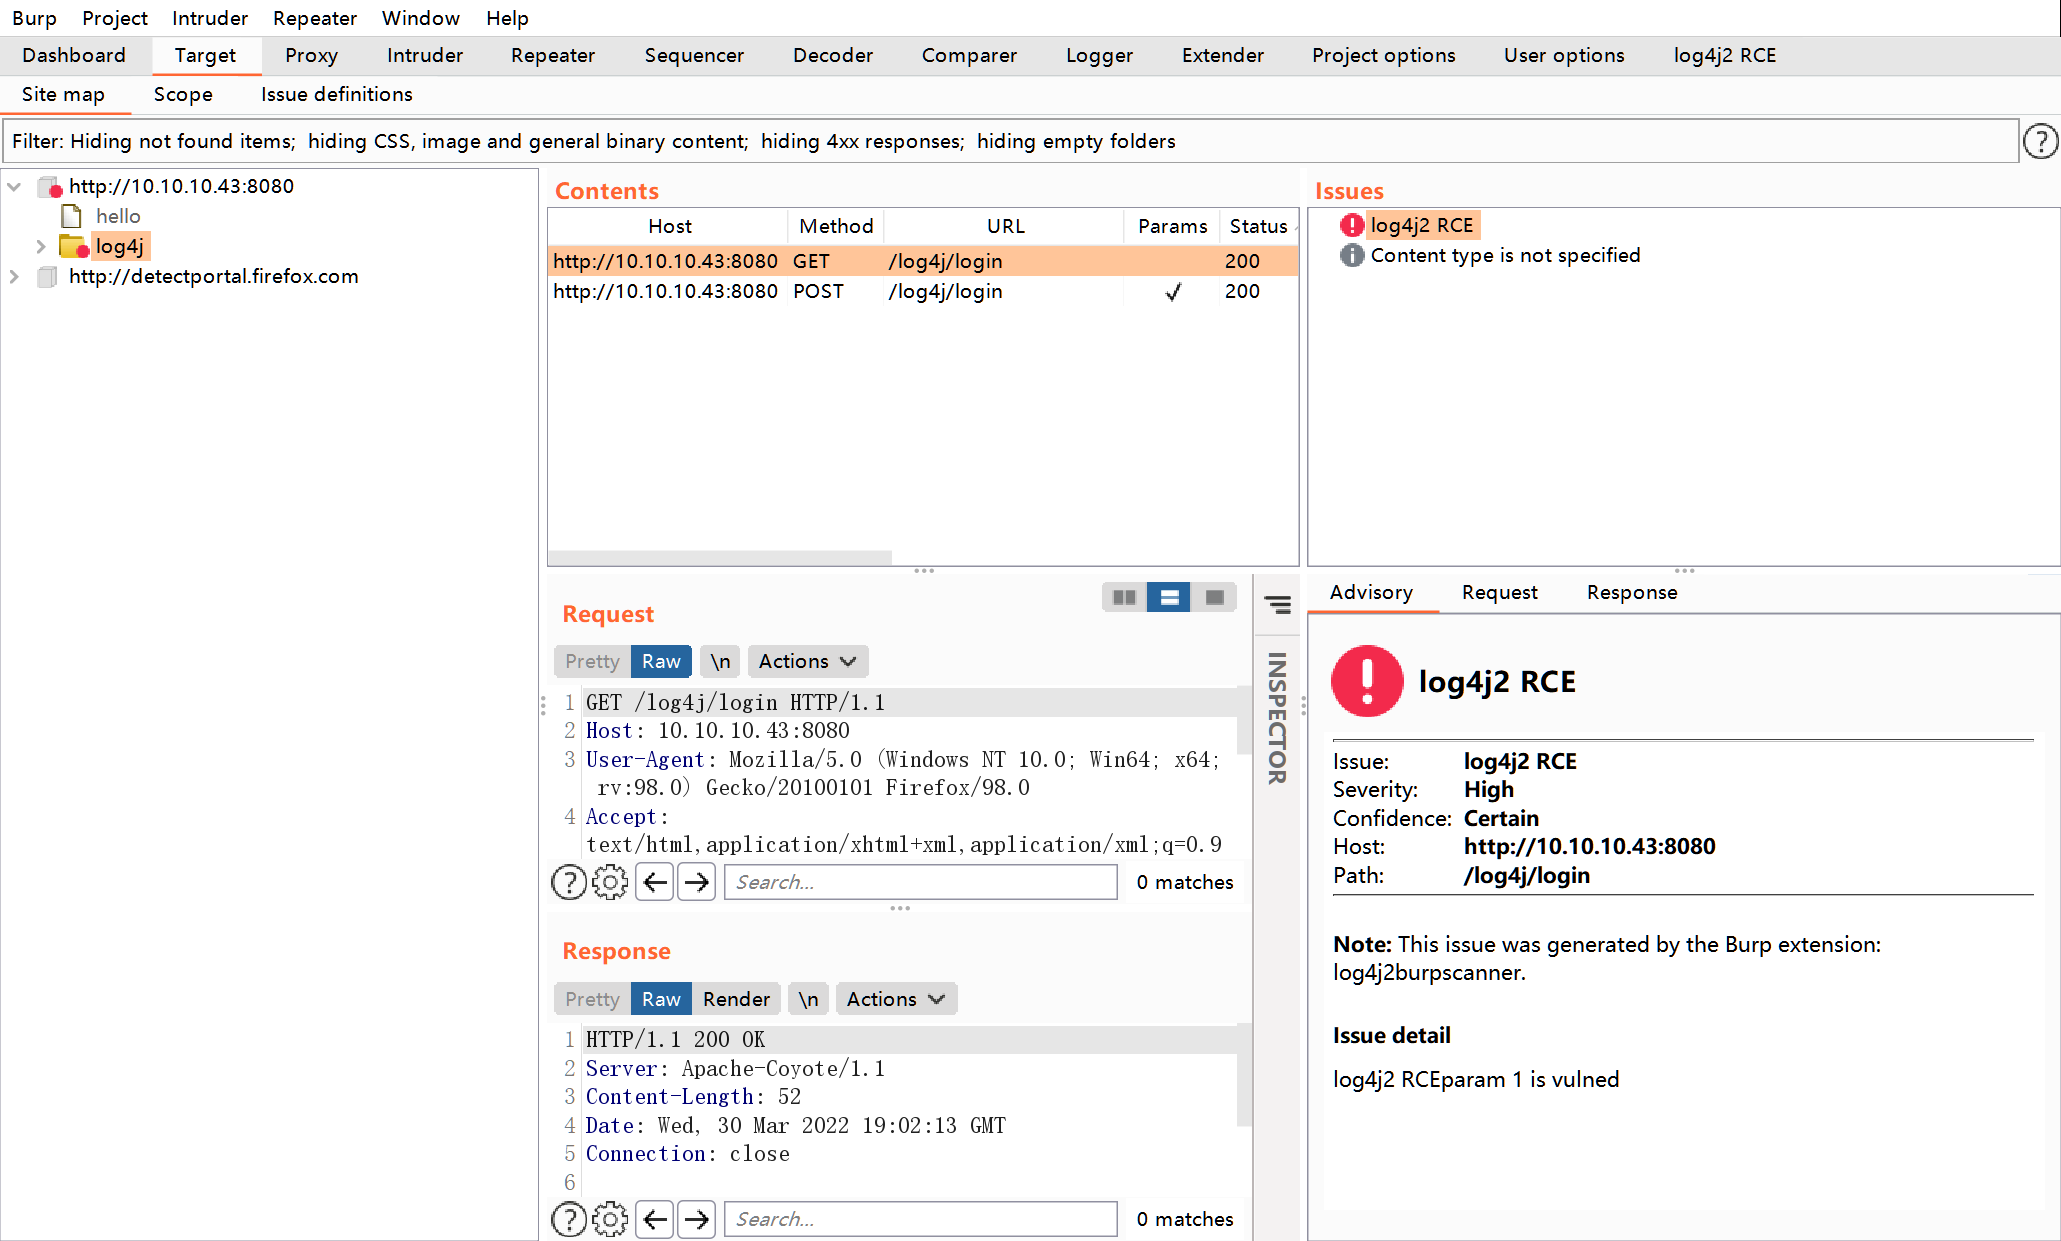 Burp Project Intruder Repeater Window Help
Dashboard Target Proxy Intruder Repeater Sequencer Decoder Comparer Logger Extender Project options User options log4j2 RCE
Site map Scope Issue definitions
Filter: Hiding not found items; hiding CSS, image and general binary content; hiding 4xx responses; hiding empty folders
?
http://10.10.10.43:8080
hello
log4j
http://detectportal.firefox.com
Contents
Host Method URL Params Status
http://10.10.10.43:8080 GET /log4j/login 200
http://10.10.10.43:8080 POST /log4j/login ✓ 200
Issues
log4j2 RCE
Content type is not specified
Request
Pretty Raw \n Actions
1 GET /log4j/login HTTP/1.1
2 Host: 10.10.10.43:8080
3 User-Agent: Mozilla/5.0 (Windows NT 10.0; Win64; x64;
rv:98.0) Gecko/20100101 Firefox/98.0
4 Accept:
text/html,application/xhtml+xml,application/xml;q=0.9
? Search... 0 matches
Response
Pretty Raw Render \n Actions
1 HTTP/1.1 200 OK
2 Server: Apache-Coyote/1.1
3 Content-Length: 52
4 Date: Wed, 30 Mar 2022 19:02:13 GMT
5 Connection: close
6
? Search... 0 matches
INSPECTOR
Advisory Request Response
log4j2 RCE
Issue: log4j2 RCE
Severity: High
Confidence: Certain
Host: http://10.10.10.43:8080
Path: /log4j/login
Note: This issue was generated by the Burp extension:
log4j2burpscanner.
Issue detail
log4j2 RCEparam 1 is vulned